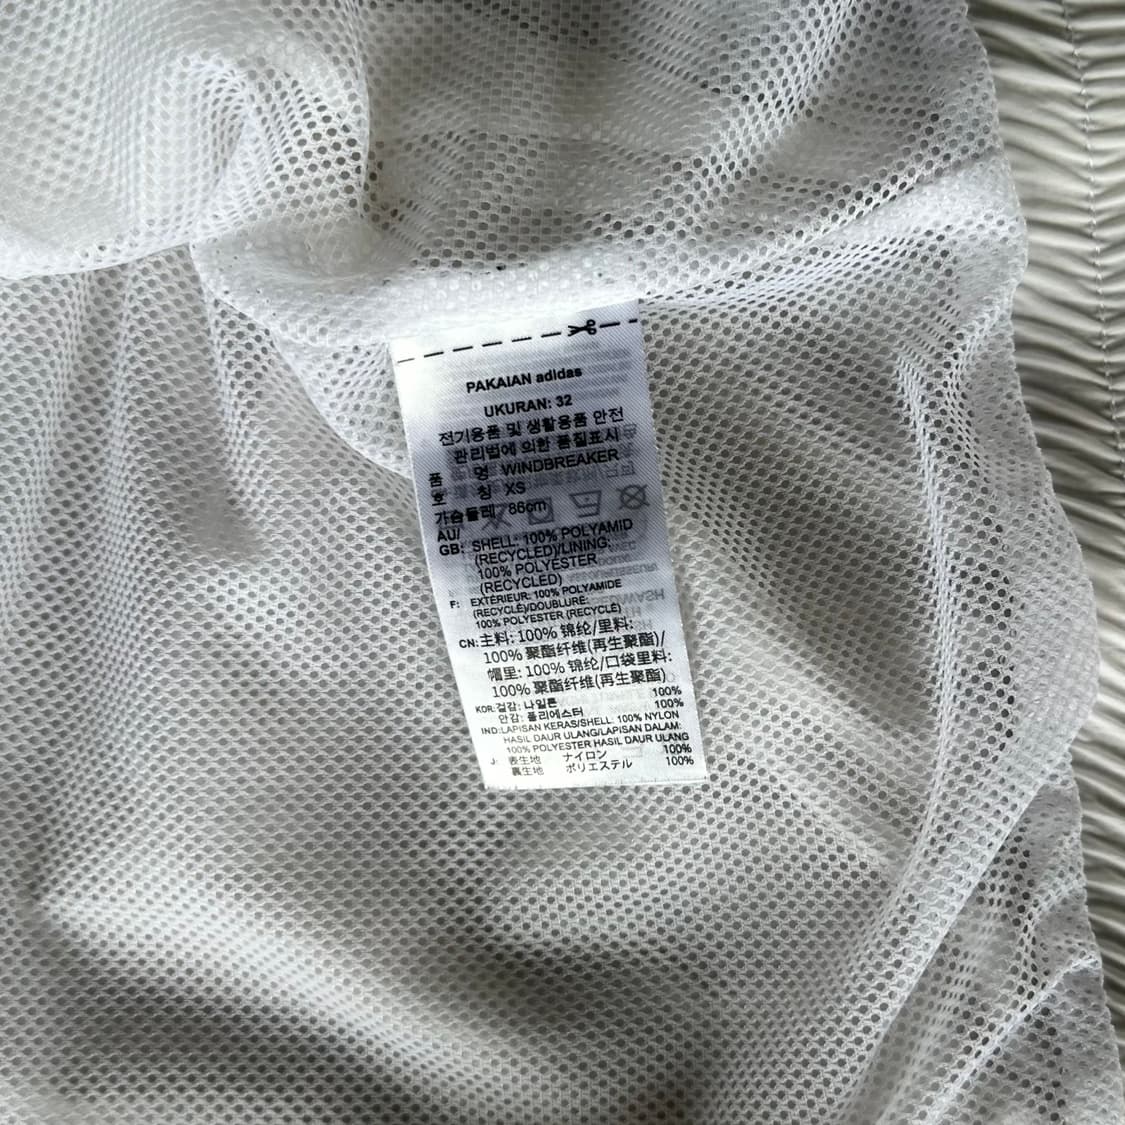 PAKAIAN adidas
UKURAN: 32
전기용품 및 생활용품 안전
관리법에 의한 품질표시
품 명 WINDBREAKER
호 칭 XS
가슴둘레 86cm
AU/
GB: SHELL: 100% POLYAMID
(RECYCLED)/LINING:
100% POLYESTER
(RECYCLED)
F: EXTÉRIEUR: 100% POLYAMIDE
(RECYCLÉ)/DOUBLURE:
100% POLYESTER (RECYCLÉ)
CN: 主料: 100% 锦纶/里料:
100% 聚酯纤维(再生聚酯)/
帽里: 100% 锦纶/口袋里料:
100% 聚酯纤维(再生聚酯)
KOR: 겉감: 나일론 100%
안감: 폴리에스터 100%
IND: LAPISAN KERAS/SHELL: 100% NYLON
HASIL DAUR ULANG/LAPISAN DALAM:
100% POLYESTER HASIL DAUR ULANG
J: 表生地 ナイロン 100%
裏生地 ポリエステル 100%